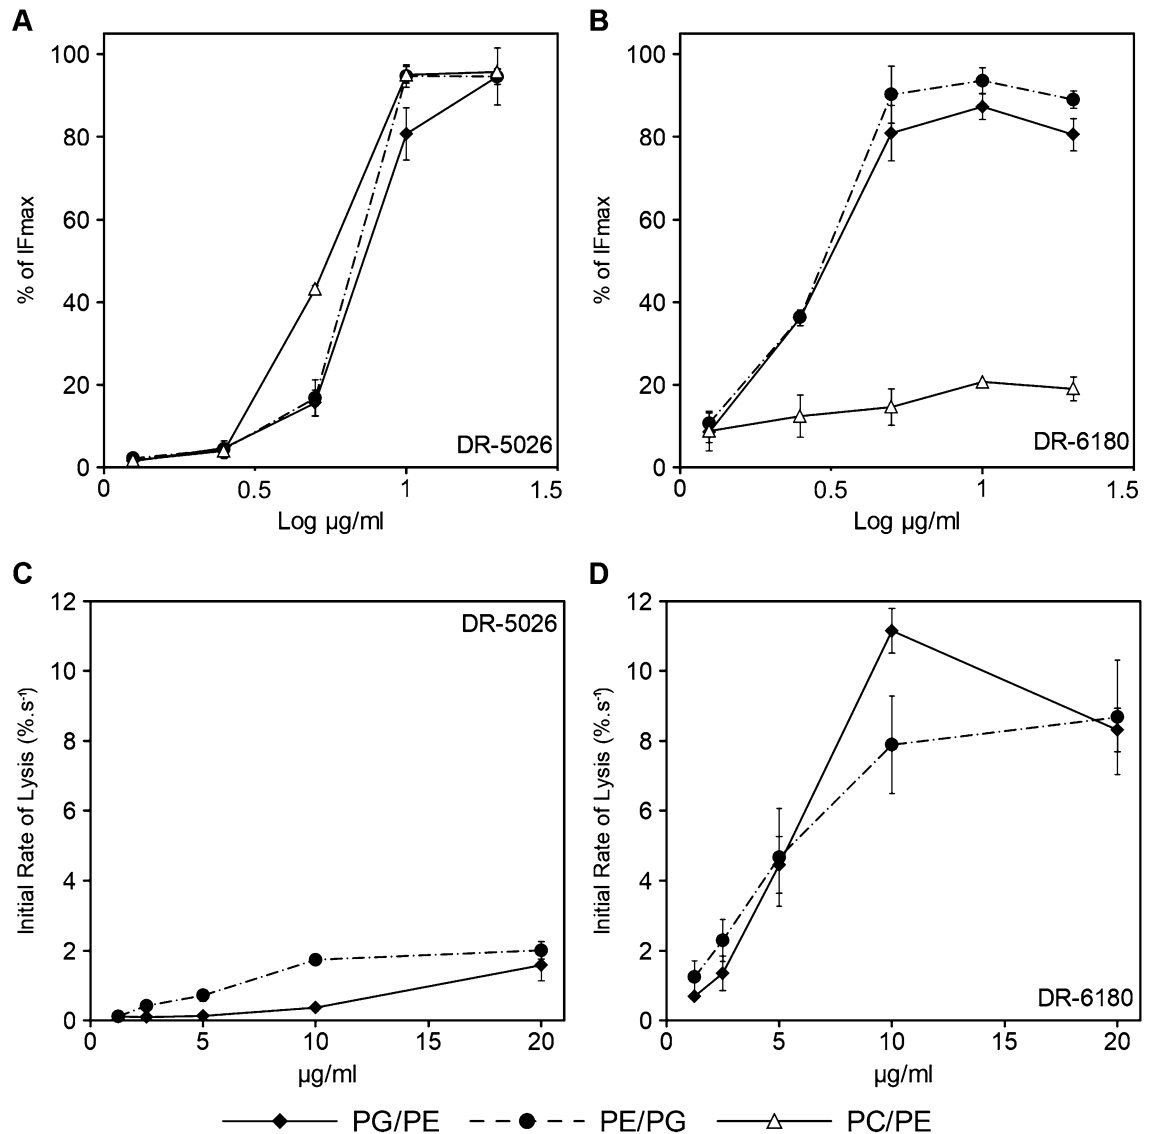 A
100
80
60
40
20
0
% of IFmax
0 0.5 1 1.5
Log µg/ml
DR-5026
B
100
80
60
40
20
0
% of IFmax
0 0.5 1 1.5
Log µg/ml
DR-6180
C
12
10
8
6
4
2
0
Initial Rate of Lysis (%.s⁻¹)
0 5 10 15 20
µg/ml
DR-5026
D
12
10
8
6
4
2
0
Initial Rate of Lysis (%.s⁻¹)
0 5 10 15 20
µg/ml
DR-6180
PG/PE PE/PG PC/PE